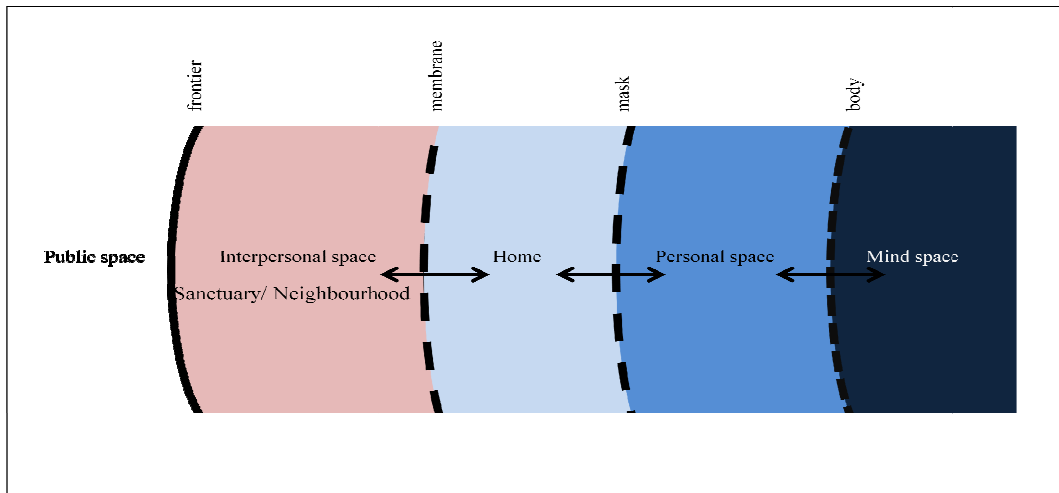 frontier
membrane
mask
body
Public space
Interpersonal space
Home
Personal space
Mind space
Sanctuary/ Neighbourhood